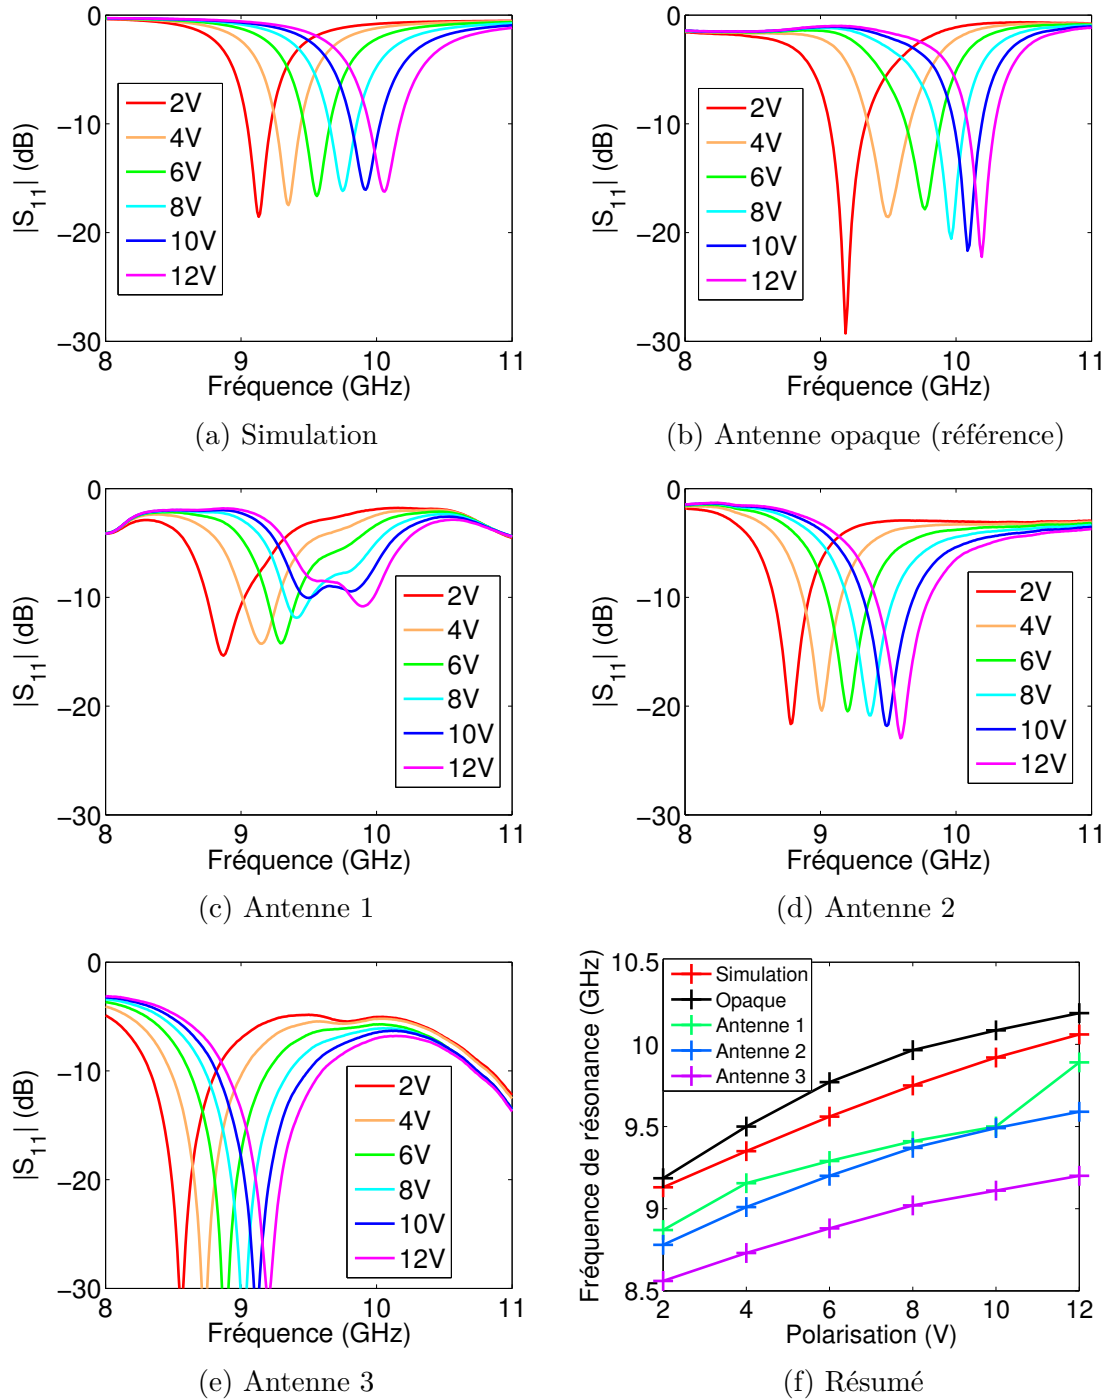 0
−10
−20
−30
|S11| (dB)
2V
4V
6V
8V
10V
12V
8
9
10
11
Fréquence (GHz)
(a) Simulation
0
−10
−20
−30
|S11| (dB)
2V
4V
6V
8V
10V
12V
8
9
10
11
Fréquence (GHz)
(b) Antenne opaque (référence)
0
−10
−20
−30
|S11| (dB)
2V
4V
6V
8V
10V
12V
8
9
10
11
Fréquence (GHz)
(c) Antenne 1
0
−10
−20
−30
|S11| (dB)
2V
4V
6V
8V
10V
12V
8
9
10
11
Fréquence (GHz)
(d) Antenne 2
0
−10
−20
−30
|S11| (dB)
2V
4V
6V
8V
10V
12V
8
9
10
11
Fréquence (GHz)
(e) Antenne 3
10.5
10
9.5
9
8.5
Fréquence de résonance (GHz)
Simulation
Opaque
Antenne 1
Antenne 2
Antenne 3
2
4
6
8
10
12
Polarisation (V)
(f) Résumé